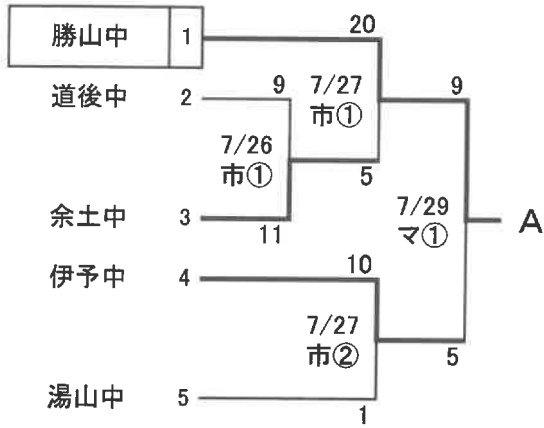 勝山中 1
20
道後中 2
9
7/27
市①
9
7/26
市①
5
余土中 3
11
7/29
マ①
A
伊予中 4
10
7/27
市②
5
湯山中 5
1